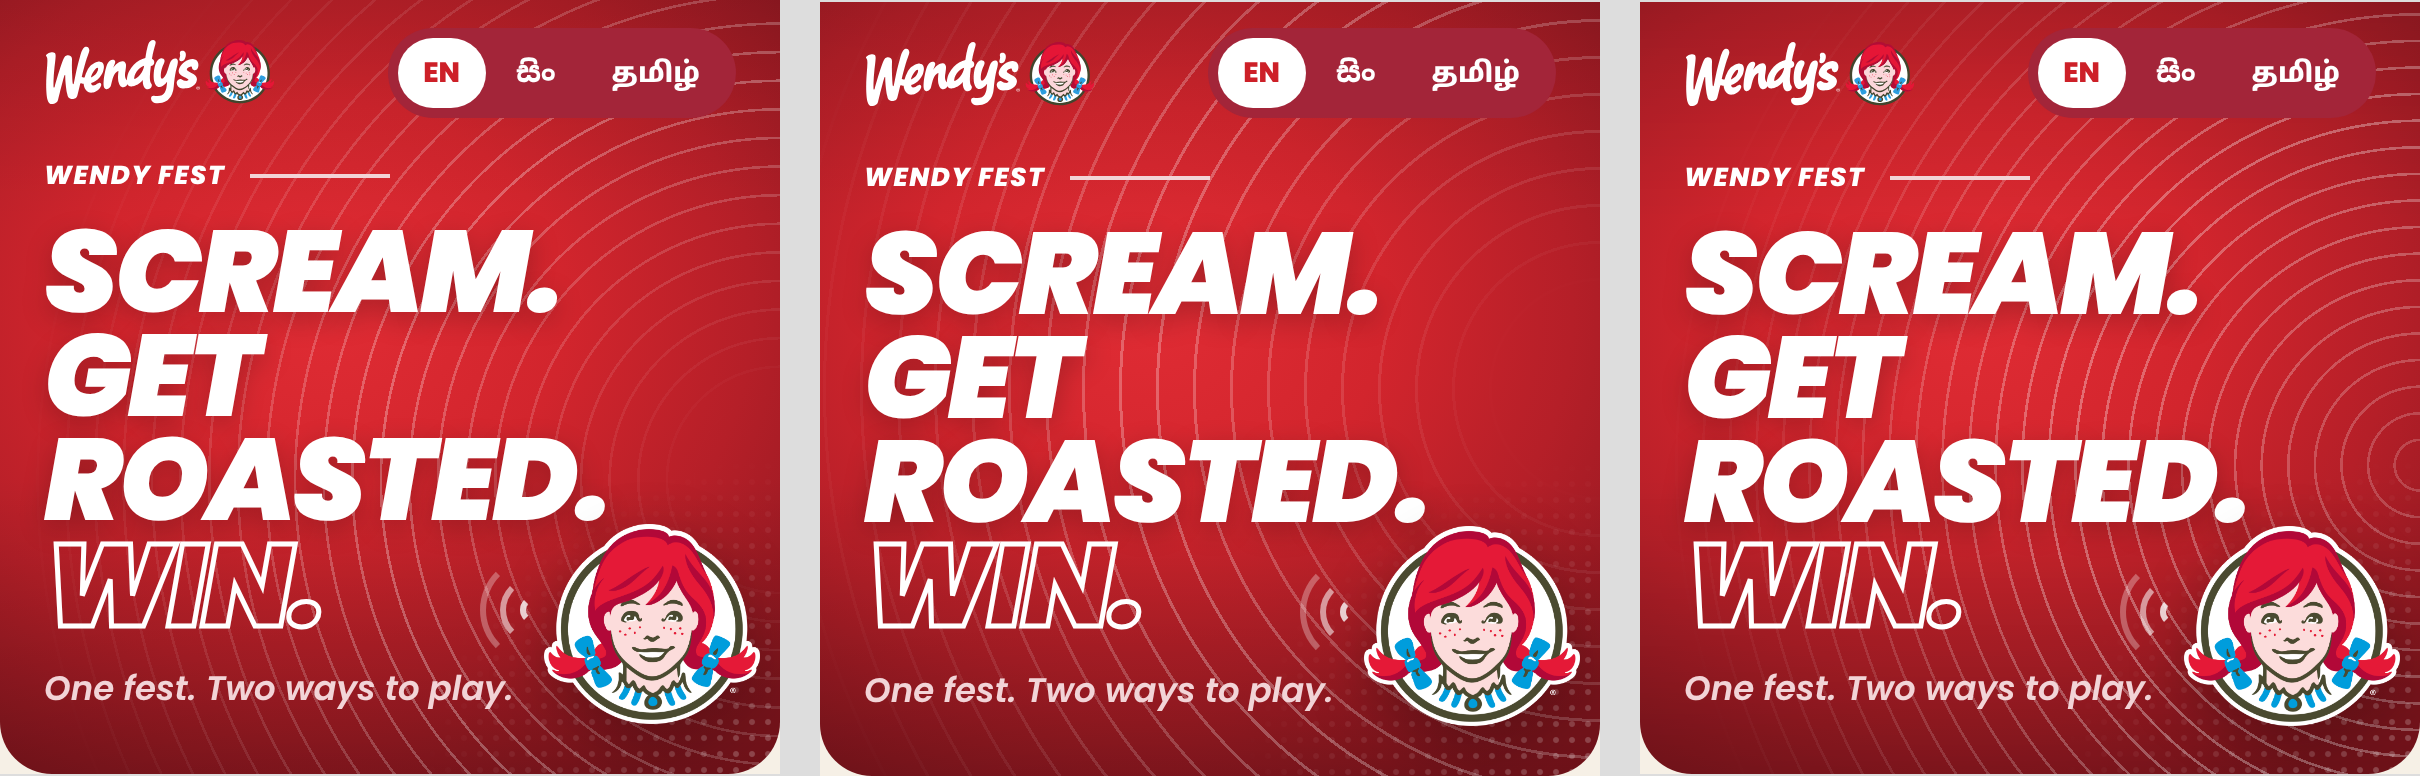 Wendy's
EN සිං தமிழ்
WENDY FEST
SCREAM.
GET
ROASTED.
WIN.
One fest. Two ways to play.
Wendy's
EN සිං தமிழ்
WENDY FEST
SCREAM.
GET
ROASTED.
WIN.
One fest. Two ways to play.
Wendy's
EN සිං தமிழ்
WENDY FEST
SCREAM.
GET
ROASTED.
WIN.
One fest. Two ways to play.